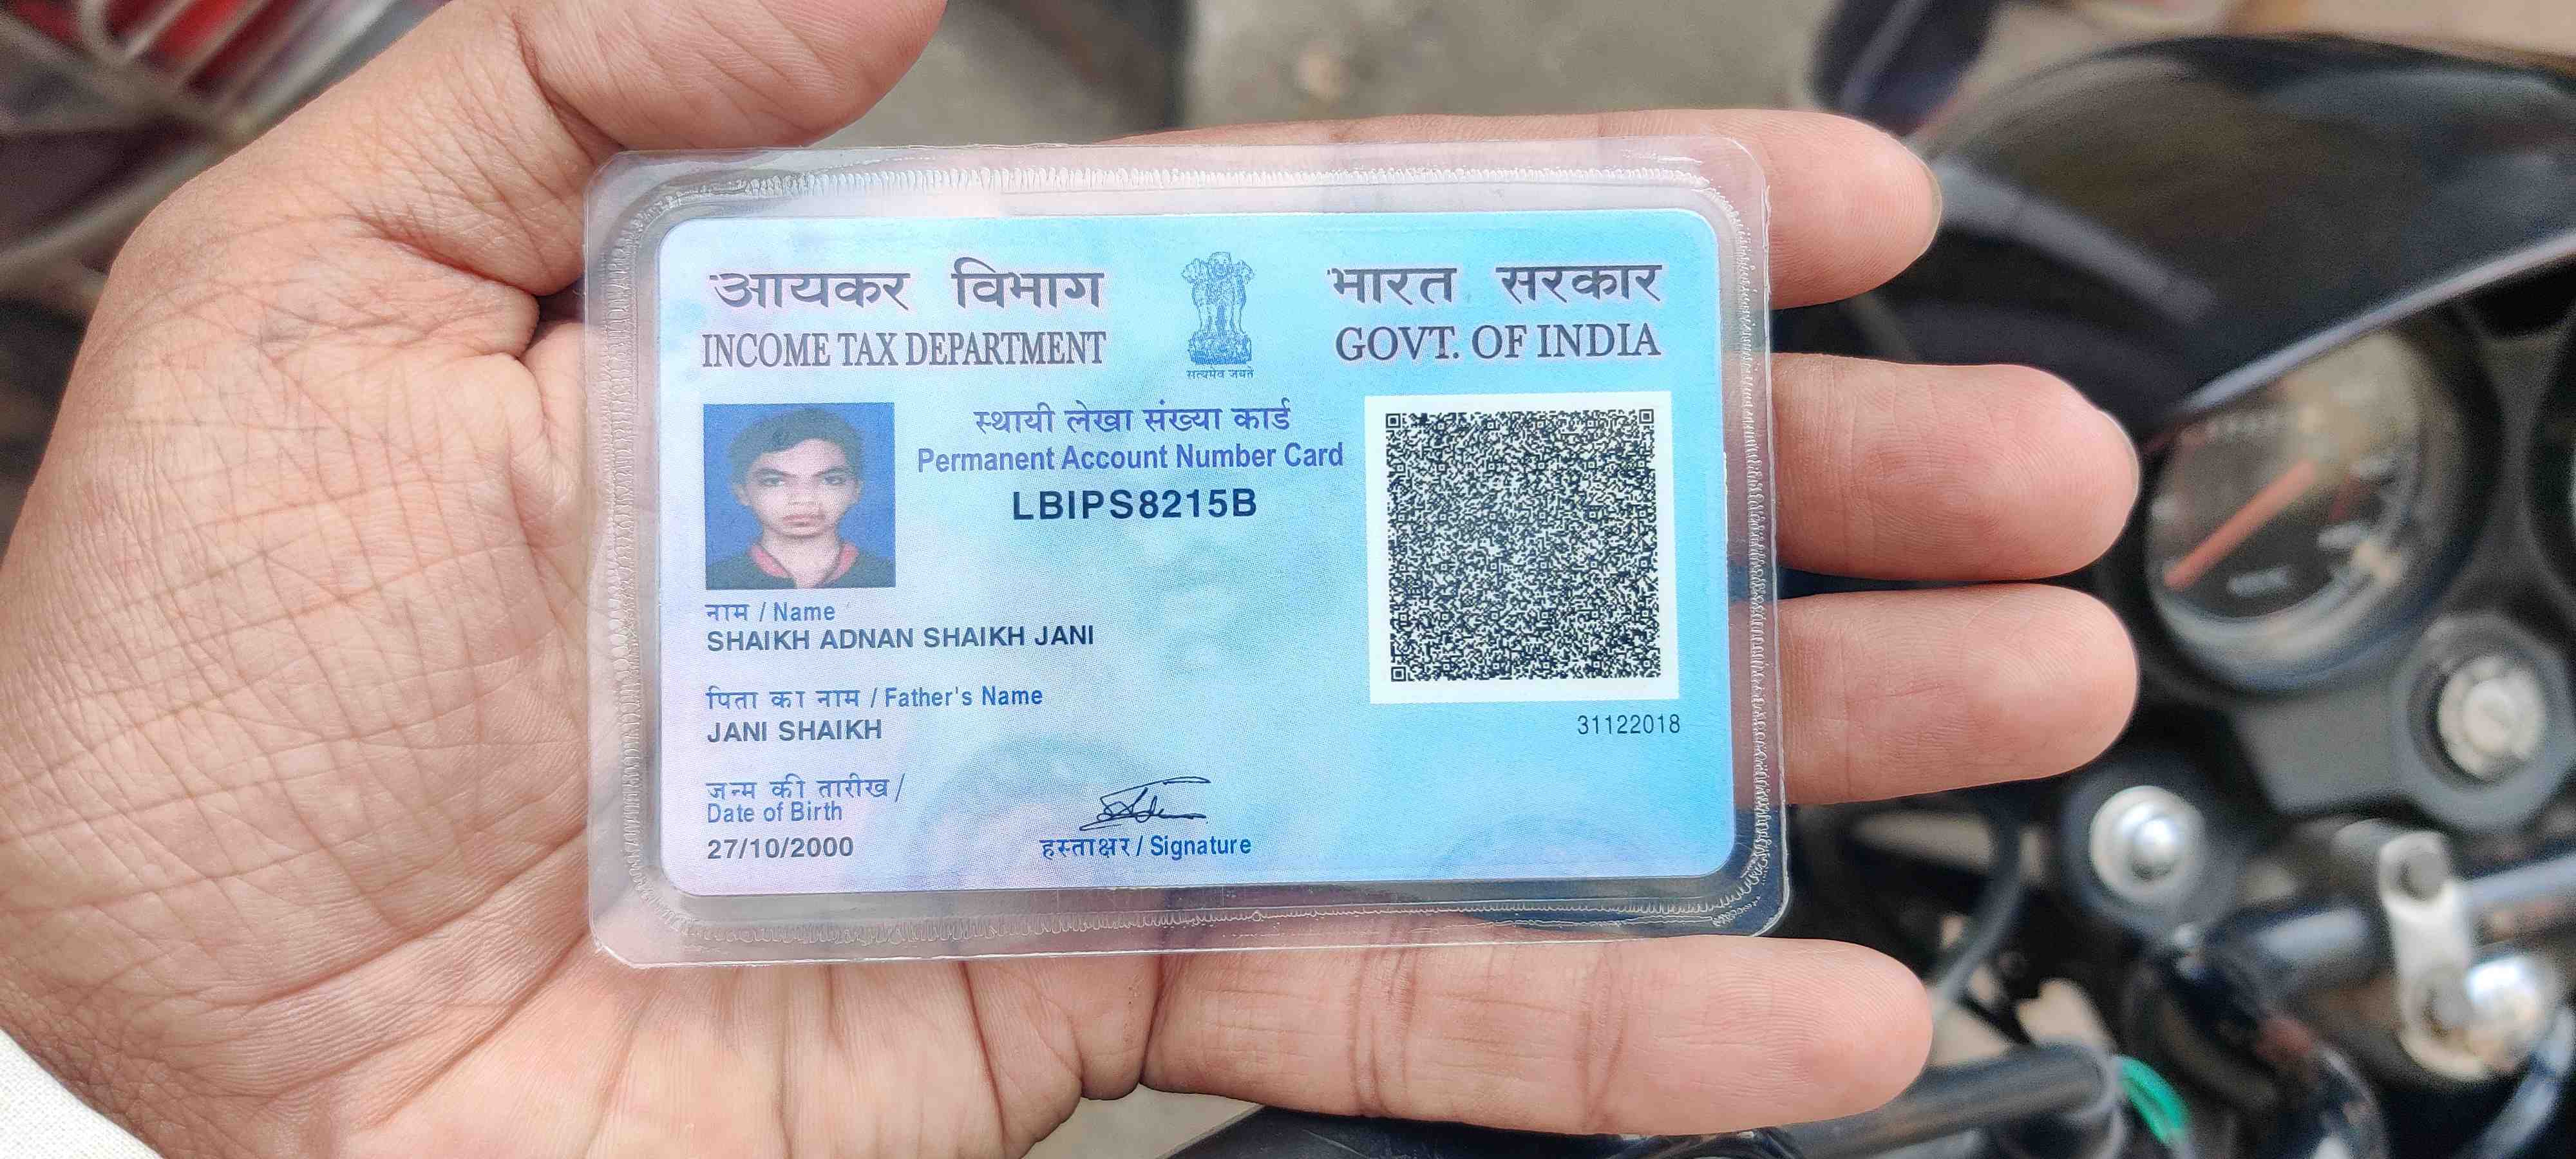 आयकर विभाग
INCOME TAX DEPARTMENT
सत्यमेव जयते
भारत सरकार
GOVT. OF INDIA
स्थायी लेखा संख्या कार्ड
Permanent Account Number Card
LBIPS8215B
नाम / Name
SHAIKH ADNAN SHAIKH JANI
पिता का नाम / Father's Name
JANI SHAIKH
31122018
जन्म की तारीख /
Date of Birth
27/10/2000
हस्ताक्षर / Signature